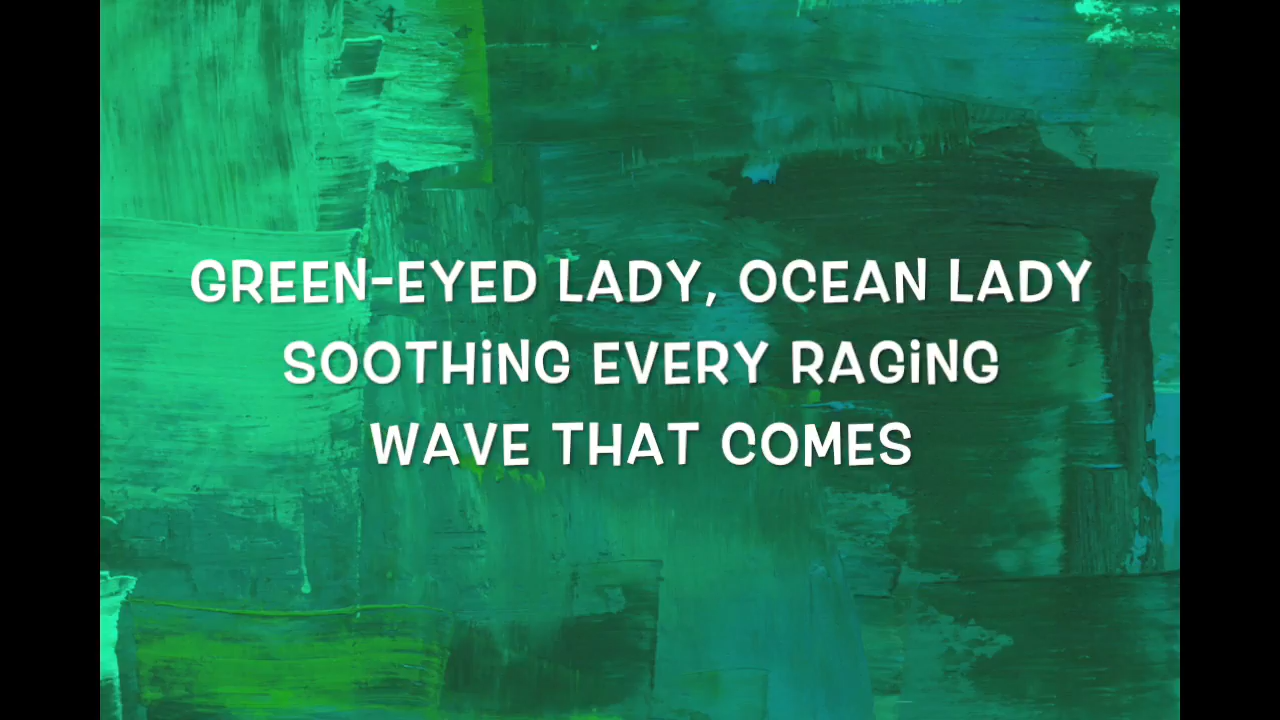 GREEN-EYED LADY, OCEAN LADY
SOOTHiNG EVERY RAGiNG
WAVE THAT COMES